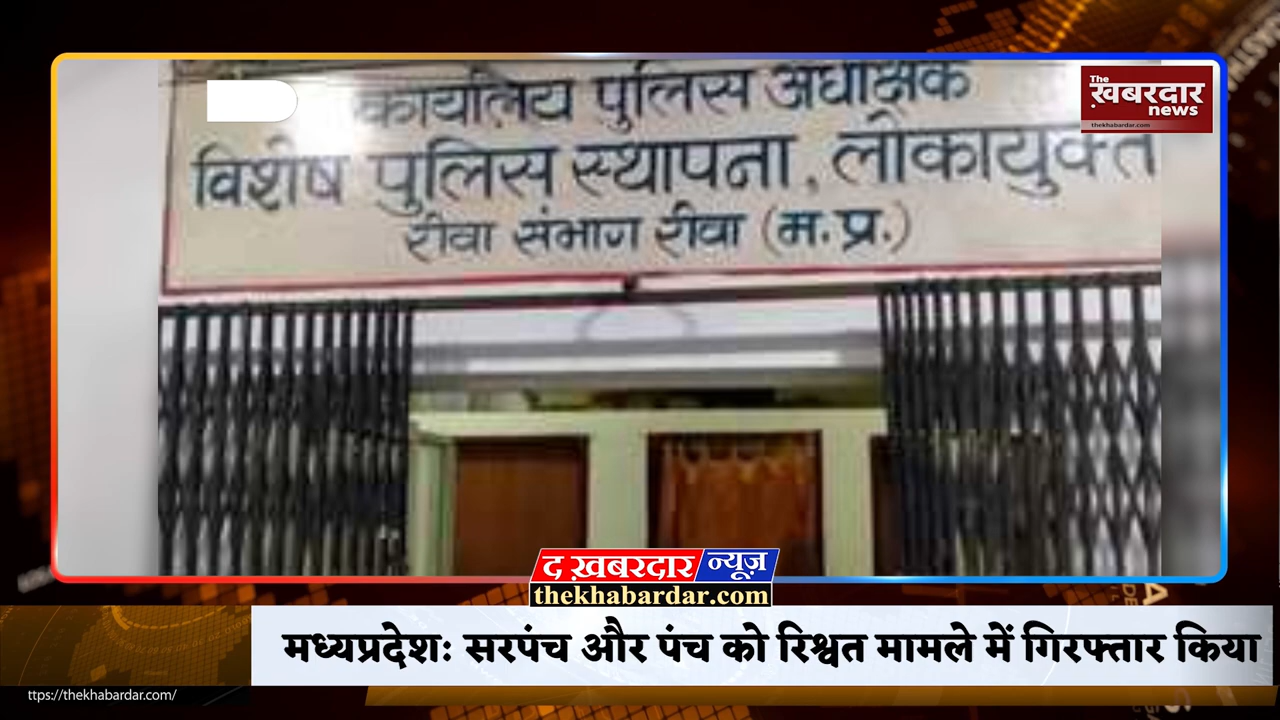 कार्यालय पुलिस अधीक्षक
विशेष पुलिस स्थापना, लोकायुक्त
रीवा संभाग रीवा (म.प्र.)
The
ख़बरदार
news
thekhabardar.com
द ख़बरदार न्यूज़
thekhabardar.com
मध्यप्रदेश: सरपंच और पंच को रिश्वत मामले में गिरफ्तार किया
ttps://thekhabardar.com/